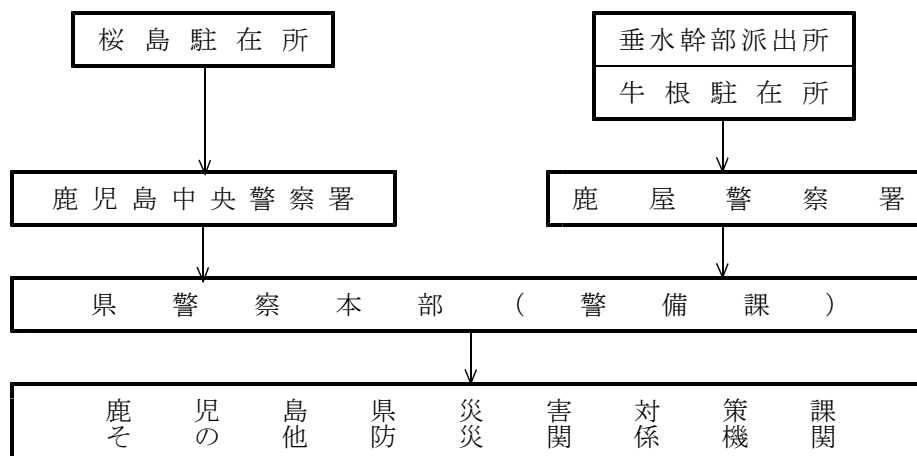 桜島駐在所
垂水幹部派出所
牛根駐在所
鹿児島中央警察署
鹿屋警察署
県警察本部(警備課)
鹿児島県災害対策課
その他防災関係機関